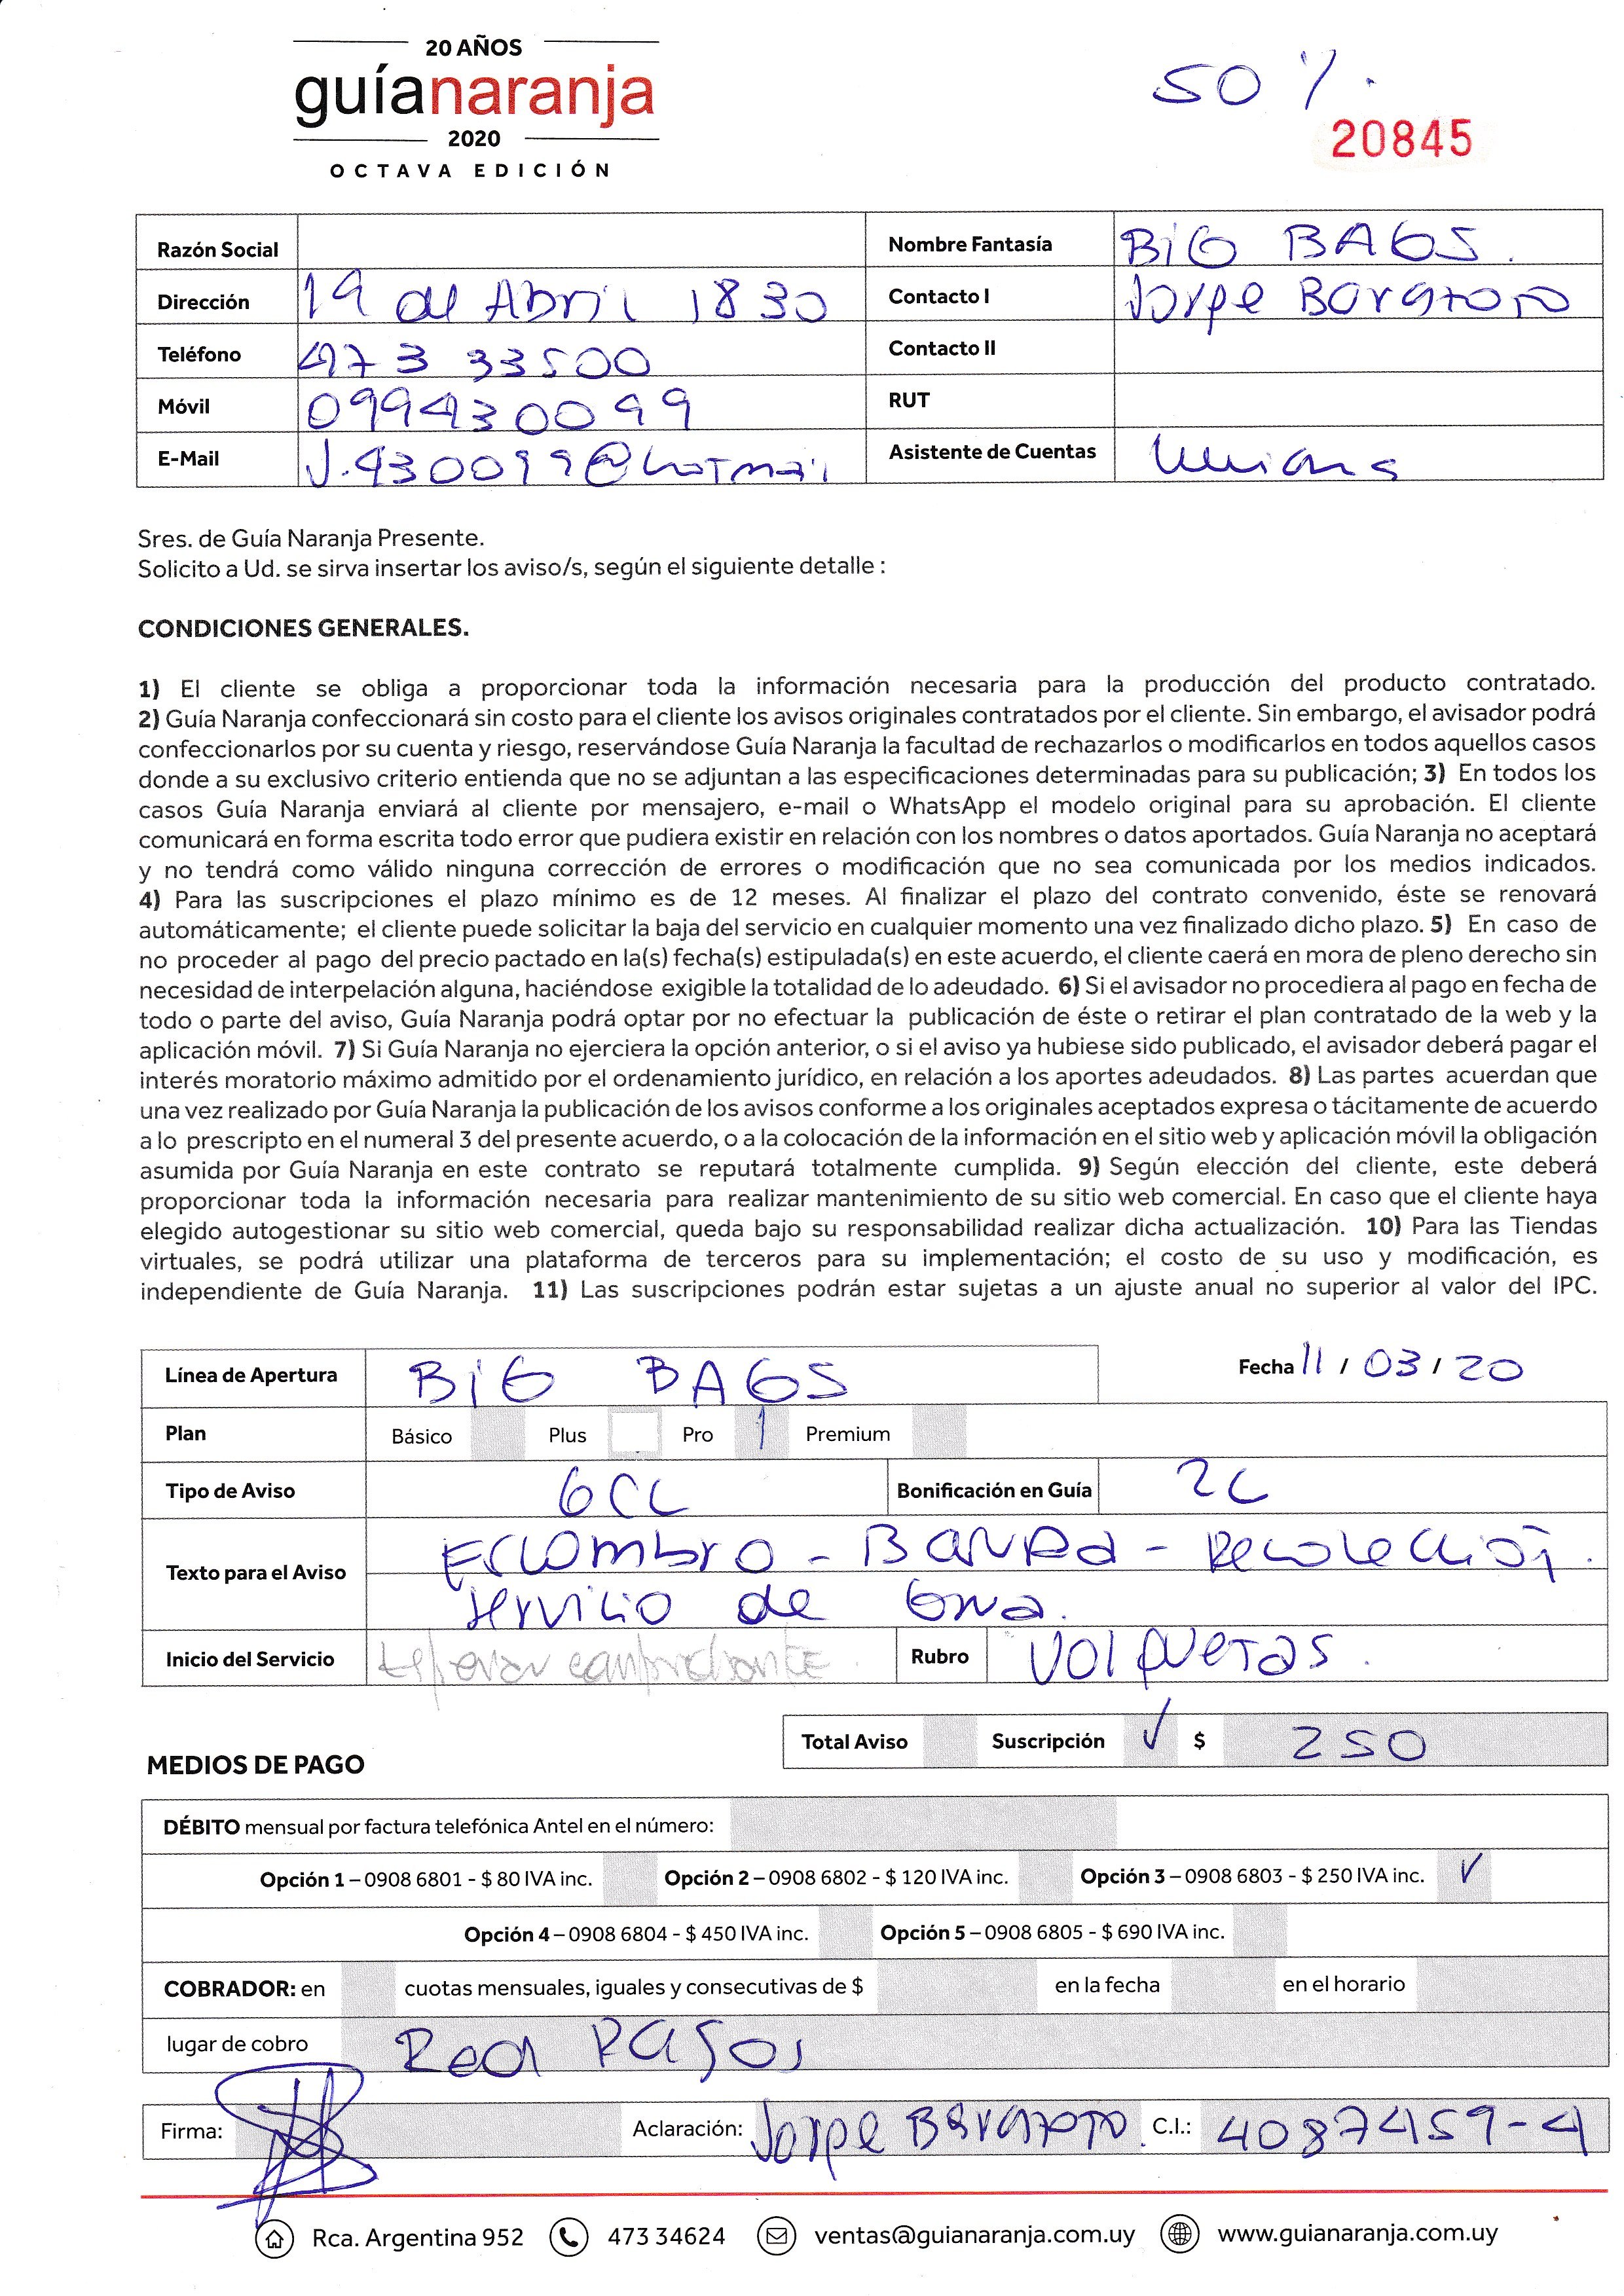 20 AÑOS
guíanaranja
2020
OCTAVA EDICIÓN
50 %
20845
Razón Social
Nombre Fantasía BiG BAGS.
Dirección 19 de Abril 1830
Contacto I Jorge
Teléfono 473 33500
Contacto II
Móvil 099430099
RUT
E-Mail J.430099@hotmail
Asistente de Cuentas
Sres. de Guía Naranja Presente.
Solicito a Ud. se sirva insertar los aviso/s, según el siguiente detalle :
CONDICIONES GENERALES.
1) El cliente se obliga a proporcionar toda la información necesaria para la producción del producto contratado.
2) Guía Naranja confeccionará sin costo para el cliente los avisos originales contratados por el cliente. Sin embargo, el avisador podrá
confeccionarlos por su cuenta y riesgo, reservándose Guía Naranja la facultad de rechazarlos o modificarlos en todos aquellos casos
donde a su exclusivo criterio entienda que no se adjuntan a las especificaciones determinadas para su publicación; 3) En todos los
casos Guía Naranja enviará al cliente por mensajero, e-mail o WhatsApp el modelo original para su aprobación. El cliente
comunicará en forma escrita todo error que pudiera existir en relación con los nombres o datos aportados. Guía Naranja no aceptará
y no tendrá como válido ninguna corrección de errores o modificación que no sea comunicada por los medios indicados.
4) Para las suscripciones el plazo mínimo es de 12 meses. Al finalizar el plazo del contrato convenido, éste se renovará
automáticamente; el cliente puede solicitar la baja del servicio en cualquier momento una vez finalizado dicho plazo. 5) En caso de
no proceder al pago del precio pactado en la(s) fecha(s) estipulada(s) en este acuerdo, el cliente caerá en mora de pleno derecho sin
necesidad de interpelación alguna, haciéndose exigible la totalidad de lo adeudado. 6) Si el avisador no procediera al pago en fecha de
todo o parte del aviso, Guía Naranja podrá optar por no efectuar la publicación de éste o retirar el plan contratado de la web y la
aplicación móvil. 7) Si Guía Naranja no ejerciera la opción anterior, o si el aviso ya hubiese sido publicado, el avisador deberá pagar el
interés moratorio máximo admitido por el ordenamiento jurídico, en relación a los aportes adeudados. 8) Las partes acuerdan que
una vez realizado por Guía Naranja la publicación de los avisos conforme a los originales aceptados expresa o tácitamente de acuerdo
a lo prescripto en el numeral 3 del presente acuerdo, o a la colocación de la información en el sitio web y aplicación móvil la obligación
asumida por Guía Naranja en este contrato se reputará totalmente cumplida. 9) Según elección del cliente, este deberá
proporcionar toda la información necesaria para realizar mantenimiento de su sitio web comercial. En caso que el cliente haya
elegido autogestionar su sitio web comercial, queda bajo su responsabilidad realizar dicha actualización. 10) Para las Tiendas
virtuales, se podrá utilizar una plataforma de terceros para su implementación; el costo de su uso y modificación, es
independiente de Guía Naranja. 11) Las suscripciones podrán estar sujetas a un ajuste anual no superior al valor del IPC.
Línea de Apertura BiG BAGS
Fecha 11 / 03 / 20
Plan Básico Plus Pro Premium
Tipo de Aviso 6CL
Bonificación en Guía 2C
Texto para el Aviso Escombro - - Recolección.
servicio de Grua.
Inicio del Servicio
Rubro Volquetas.
Total Aviso Suscripción ✓ $ 250
MEDIOS DE PAGO
DÉBITO mensual por factura telefónica Antel en el número:
Opción 1 – 0908 6801 - $ 80 IVA inc. Opción 2 – 0908 6802 - $ 120 IVA inc. Opción 3 – 0908 6803 - $ 250 IVA inc. ✓
Opción 4 – 0908 6804 - $ 450 IVA inc. Opción 5 – 0908 6805 - $ 690 IVA inc.
COBRADOR: en cuotas mensuales, iguales y consecutivas de $ en la fecha en el horario
lugar de cobro Red Pagos
Firma: Aclaración: Jorge C.I.: 4087459-4
Rca. Argentina 952 473 34624 ventas@guianaranja.com.uy www.guianaranja.com.uy